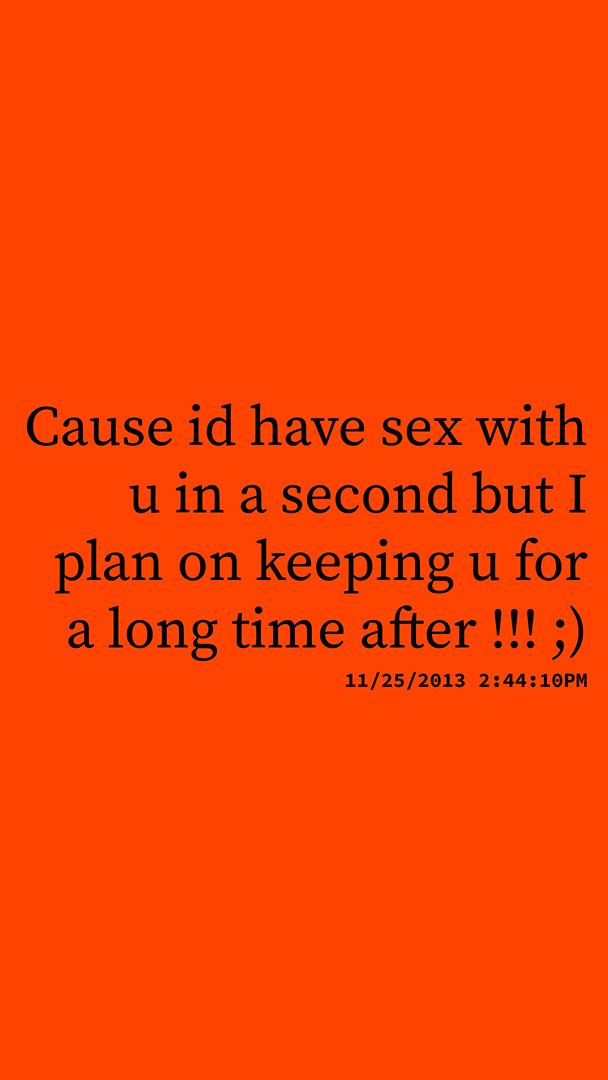 Cause id have sex with
u in a second but I
plan on keeping u for
a long time after !!! ;)
11/25/2013 2:44:10PM